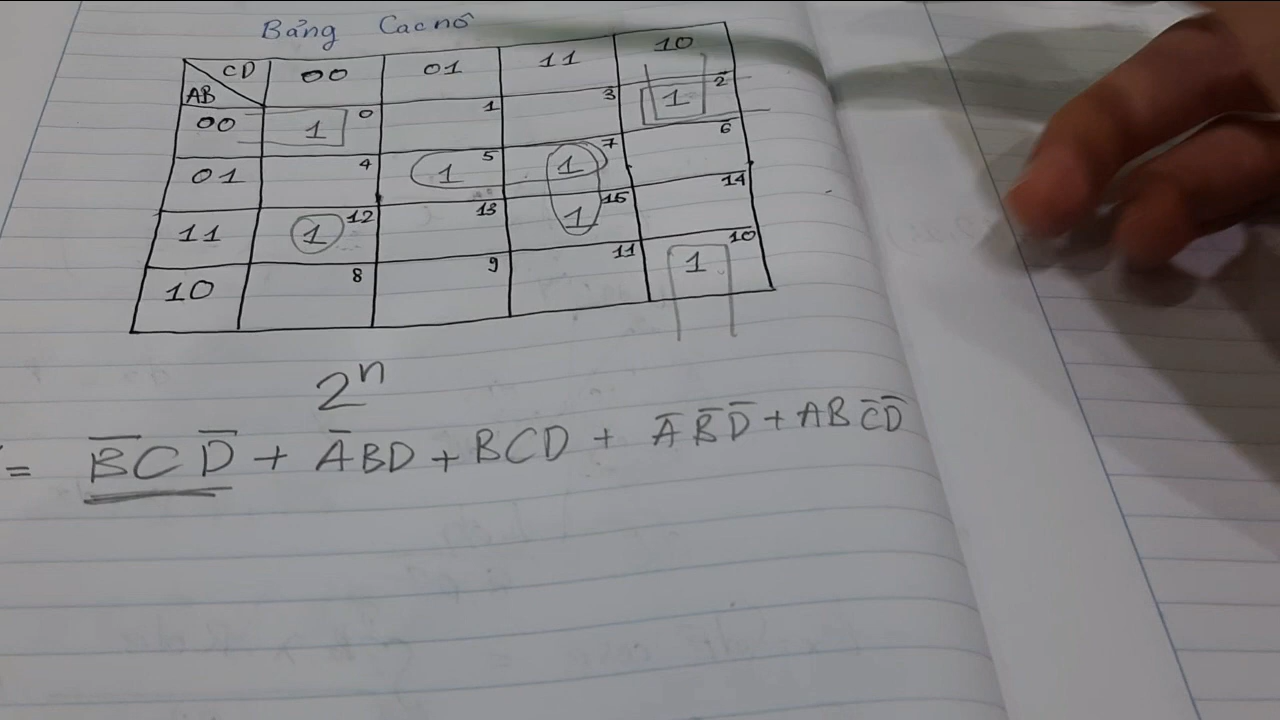 Bảng Cacnô
CD 00 01 11 10
AB
00 1 0 1 3 1 2
01 4 1 5 1 7 6
11 1 12 13 1 15 14
10 8 9 11 1 10
2ⁿ
= B̅CD̅ + A̅BD + BCD + A̅B̅D̅ + ABC̅D̅